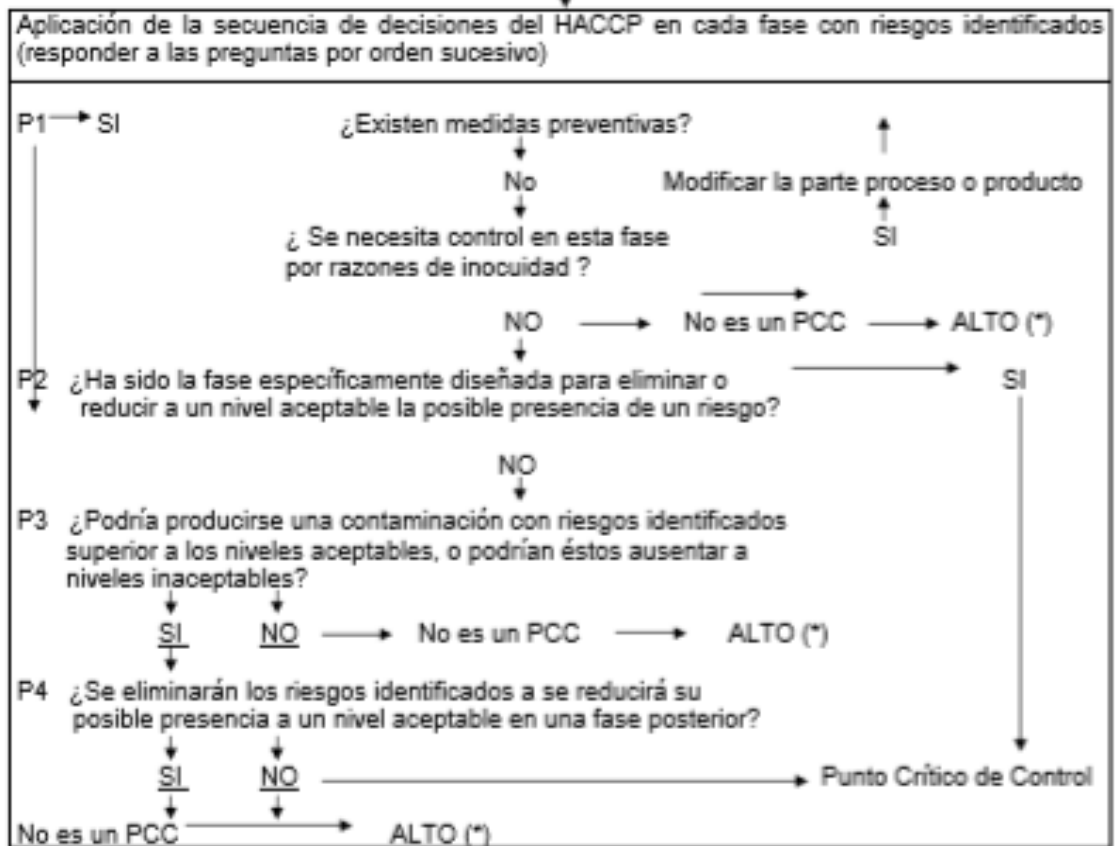 Aplicación de la secuencia de decisiones del HACCP en cada fase con riesgos identificados
(responder a las preguntas por orden sucesivo)
P1 SI ¿Existen medidas preventivas?
No Modificar la parte proceso o producto
¿ Se necesita control en esta fase SI
por razones de inocuidad ?
NO No es un PCC ALTO (*)
P2 ¿Ha sido la fase específicamente diseñada para eliminar o SI
reducir a un nivel aceptable la posible presencia de un riesgo?
NO
P3 ¿Podría producirse una contaminación con riesgos identificados
superior a los niveles aceptables, o podrían éstos ausentar a
niveles inaceptables?
SI NO No es un PCC ALTO (*)
P4 ¿Se eliminarán los riesgos identificados a se reducirá su
posible presencia a un nivel aceptable en una fase posterior?
SI NO Punto Crítico de Control
No es un PCC ALTO (*)